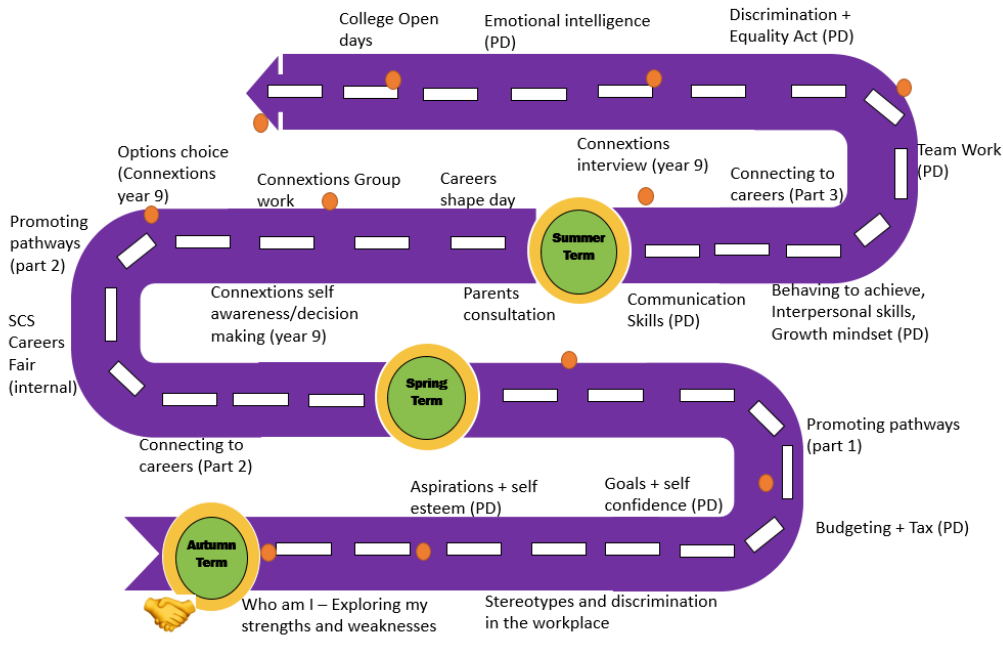 College Open
days
Emotional intelligence
(PD)
Discrimination +
Equality Act (PD)
Options choice
(Connextions
year 9)
Connextions Group
work
Careers
shape day
Connextions
interview (year 9)
Connecting to
careers (Part 3)
Team Work
(PD)
Promoting
pathways
(part 2)
Summer
Term
Connextions self
awareness/decision
making (year 9)
Parents
consultation
Communication
Skills (PD)
Behaving to achieve,
Interpersonal skills,
Growth mindset (PD)
SCS
Careers
Fair
(internal)
Spring
Term
Connecting to
careers (Part 2)
Promoting pathways
(part 1)
Aspirations + self
esteem (PD)
Goals + self
confidence (PD)
Budgeting + Tax (PD)
Autumn
Term
Who am I – Exploring my
strengths and weaknesses
Stereotypes and discrimination
in the workplace